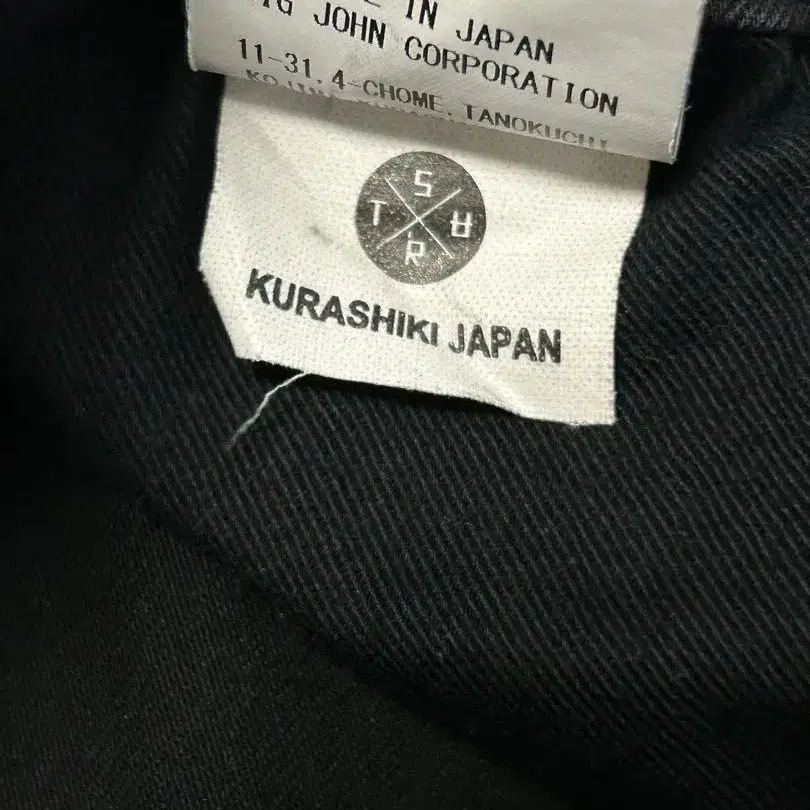 IN JAPAN
JOHN CORPORATION
11-31,4-CHOME, TANOKUCHI
S
T R
R
KURASHIKI JAPAN